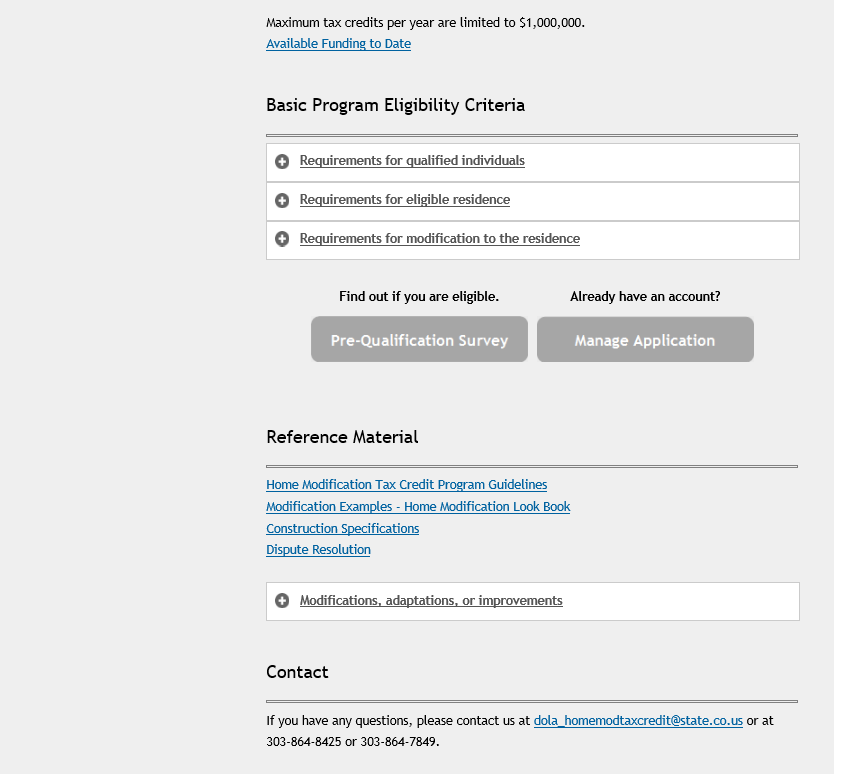 Maximum tax credits per year are limited to $1,000,000.
Available Funding to Date
Basic Program Eligibility Criteria
Requirements for qualified individuals
Requirements for eligible residence
Requirements for modification to the residence
Find out if you are eligible.
Already have an account?
Pre-Qualification Survey
Manage Application
Reference Material
Home Modification Tax Credit Program Guidelines
Modification Examples - Home Modification Look Book
Construction Specifications
Dispute Resolution
Modifications, adaptations, or improvements
Contact
If you have any questions, please contact us at dola_homemodtaxcredit@state.co.us or at
303-864-8425 or 303-864-7849.